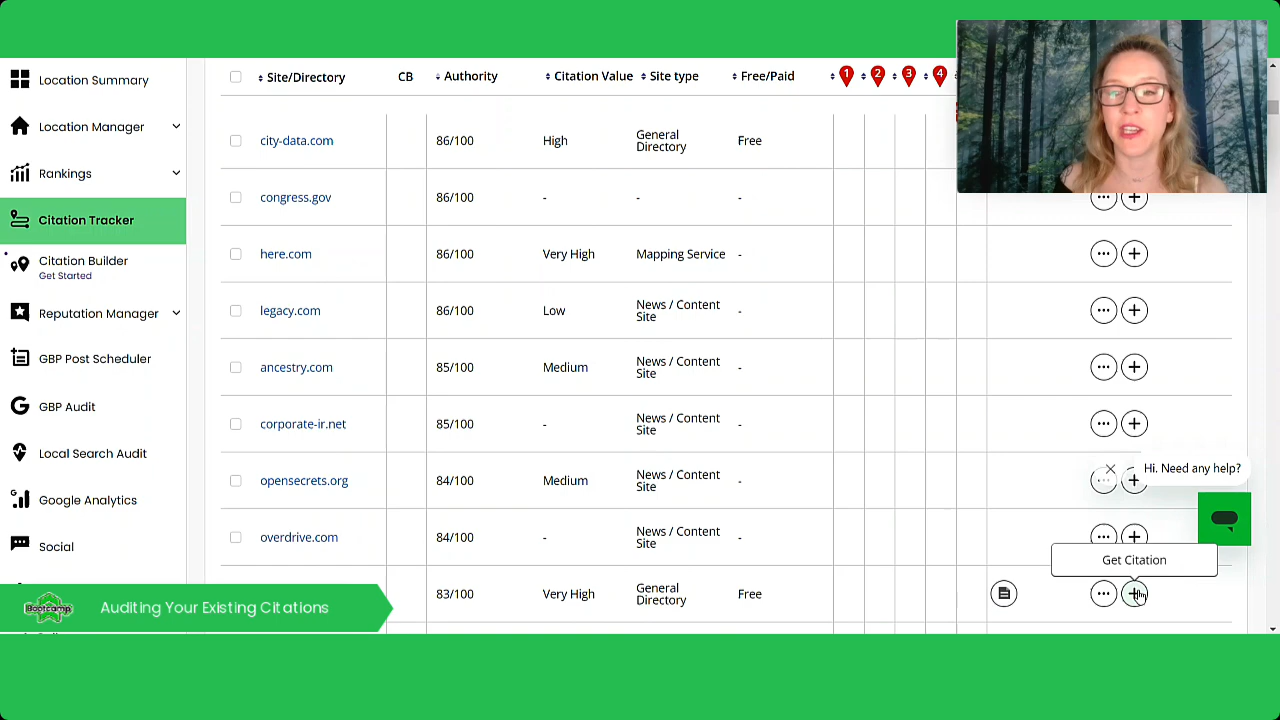 Location Summary
Location Manager
Rankings
Citation Tracker
Citation Builder
Get Started
Reputation Manager
GBP Post Scheduler
GBP Audit
Local Search Audit
Google Analytics
Social
Site/Directory CB Authority Citation Value Site type Free/Paid 1 2 3 4
city-data.com 86/100 High General Directory Free
congress.gov 86/100 - - -
here.com 86/100 Very High Mapping Service -
legacy.com 86/100 Low News / Content Site -
ancestry.com 85/100 Medium News / Content Site -
corporate-ir.net 85/100 - News / Content Site -
opensecrets.org 84/100 Medium News / Content Site -
Hi. Need any help?
overdrive.com 84/100 - News / Content Site -
Get Citation
83/100 Very High General Directory Free
Bootcamp
Auditing Your Existing Citations